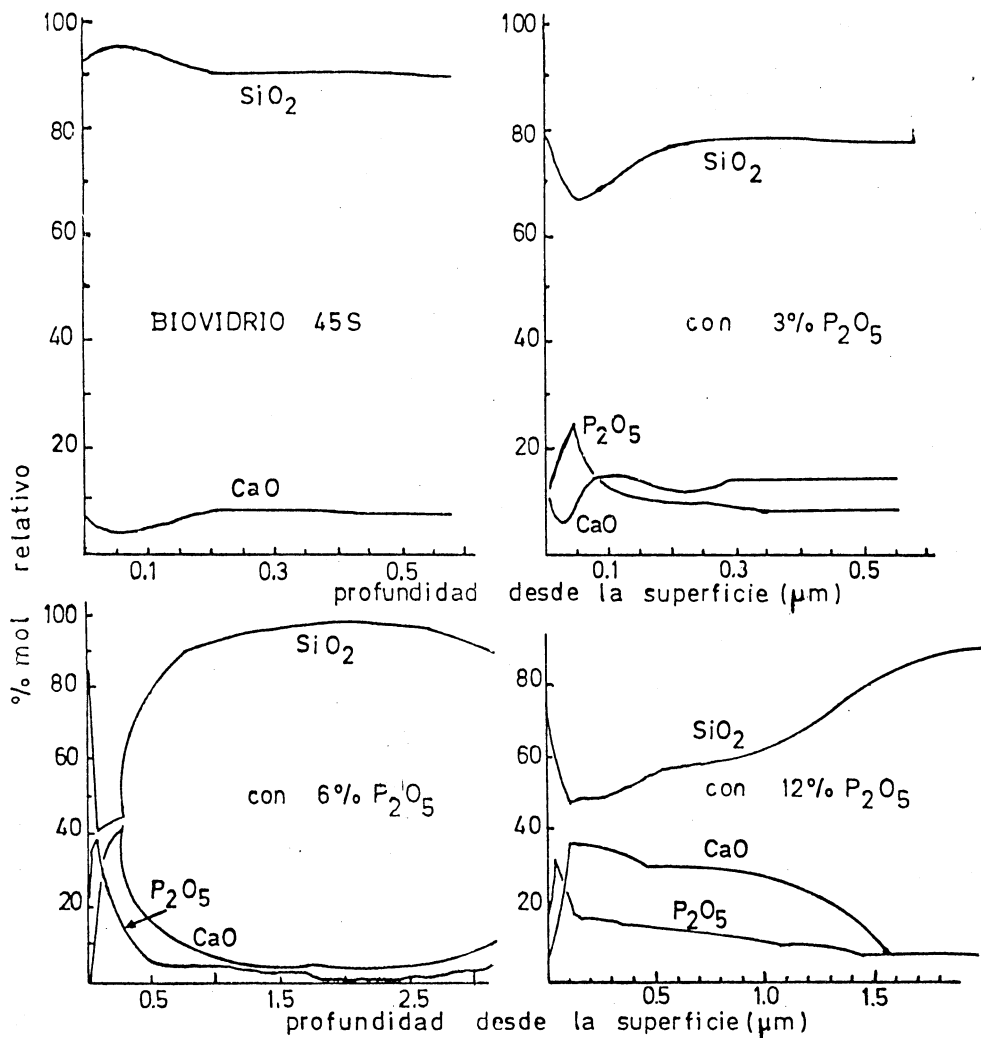 100
80
60
40
20
SiO2
BIOVIDRIO 45S
CaO
0.1
0.3
0.5
100
80
60
40
20
SiO2
con 3% P2O5
P2O5
CaO
0.1
0.3
0.5
profundidad desde la superficie (μm)
% mol relativo
100
80
60
40
20
SiO2
con 6% P2O5
P2O5
CaO
0.5
1.5
2.5
80
60
40
20
SiO2
con 12% P2O5
CaO
P2O5
0.5
1.0
1.5
profundidad desde la superficie (μm)